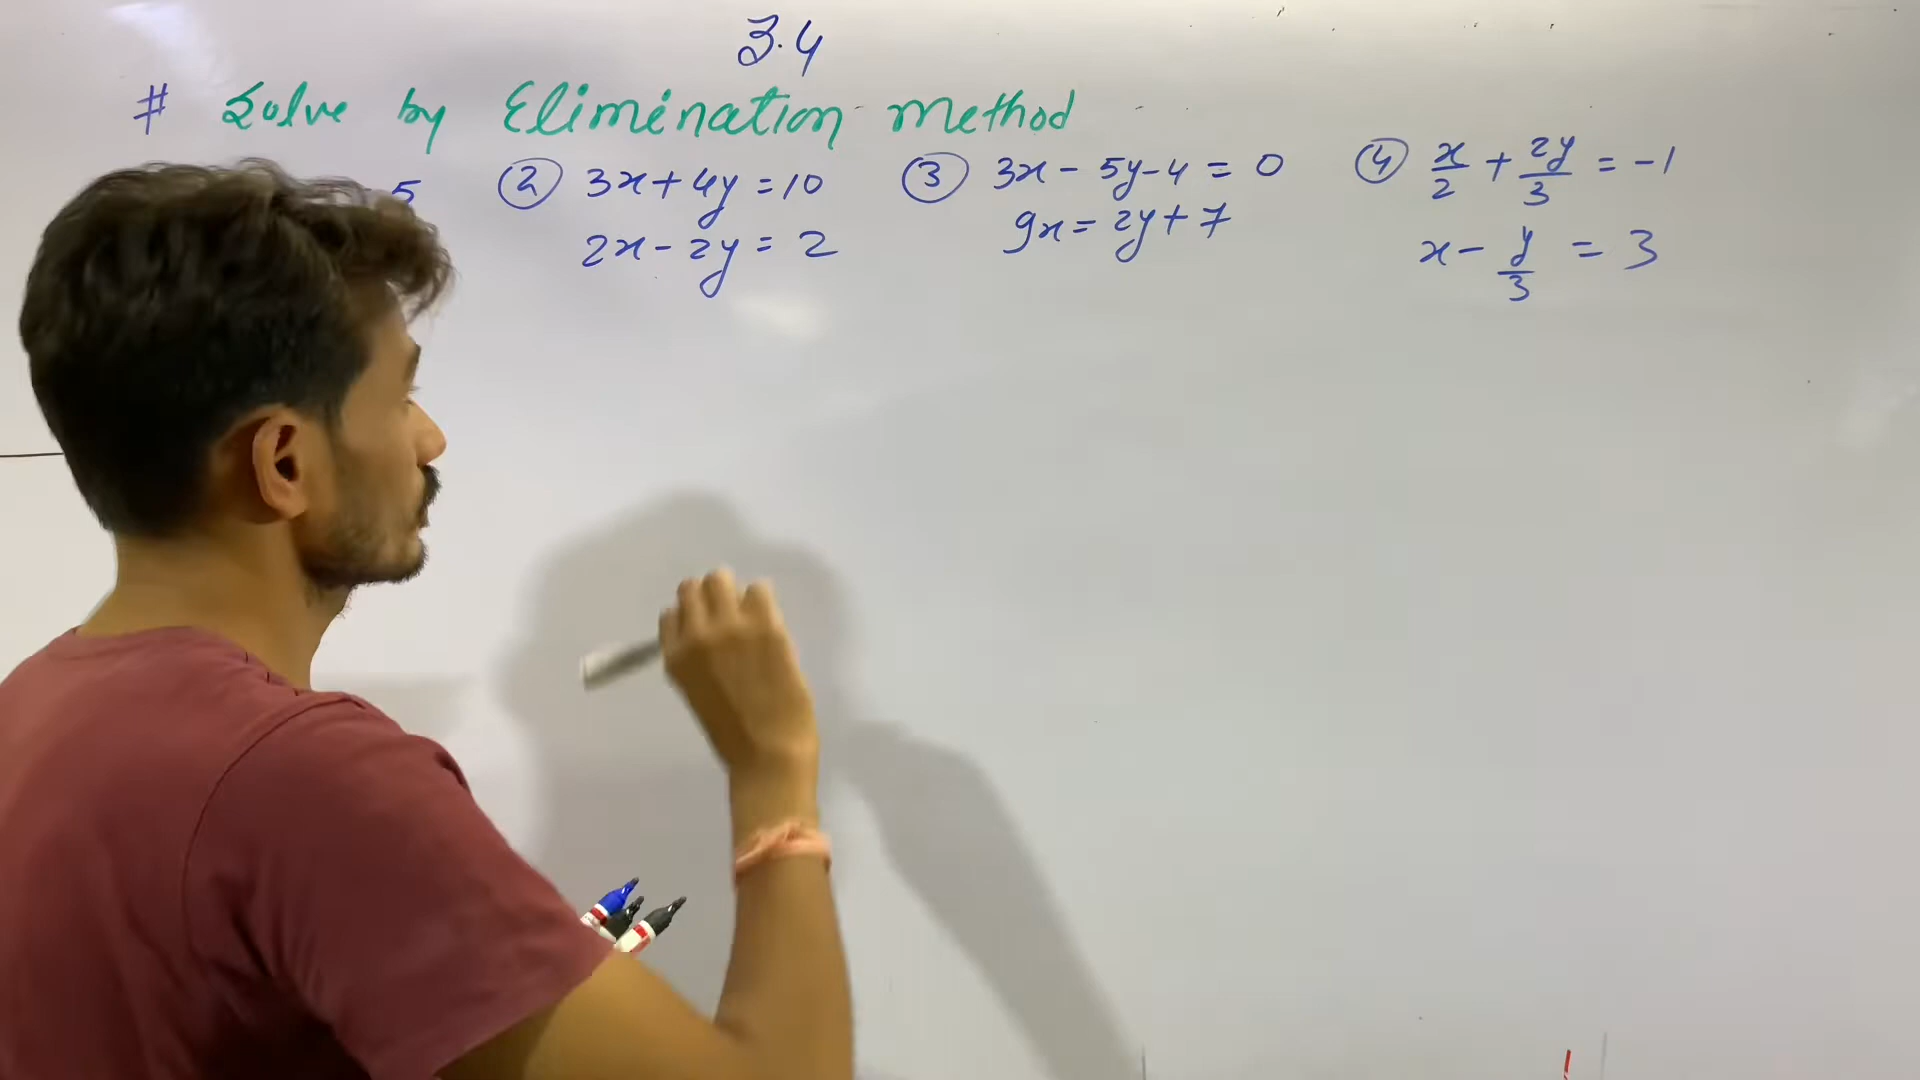 3.4
# Solve by Elimination Method
5
② 3x + 4y = 10
2x - 2y = 2
③ 3x - 5y - 4 = 0
9x = 2y + 7
④ x/2 + 2y/3 = -1
x - y/3 = 3